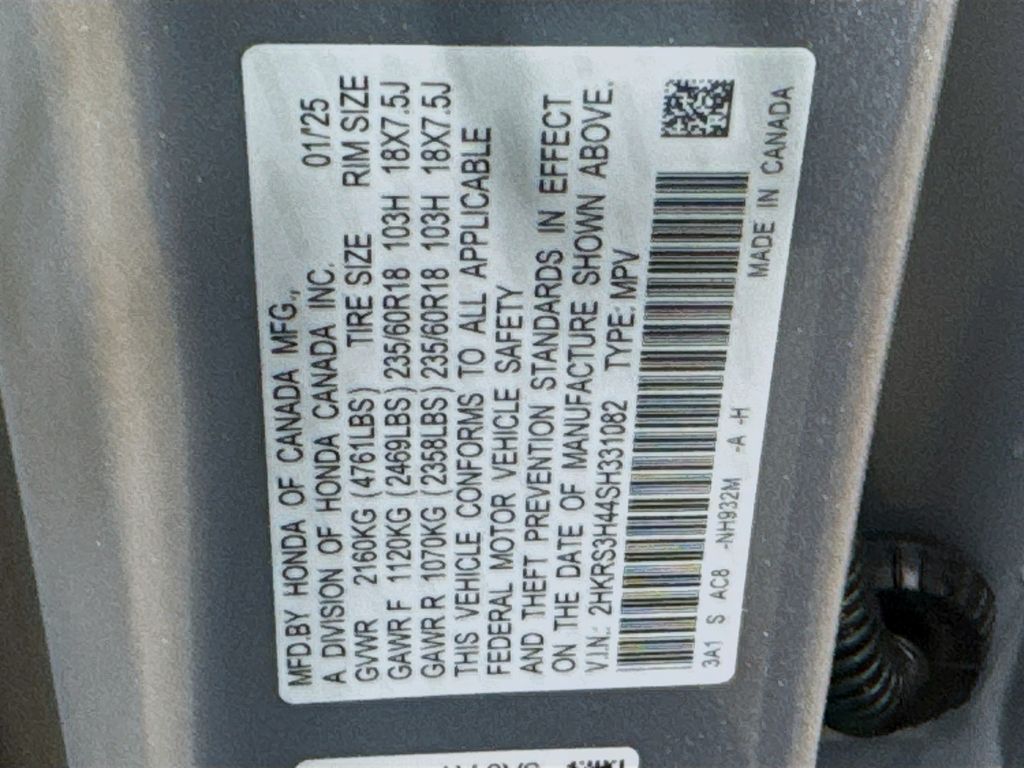 MFD.BY HONDA OF CANADA MFG., 01/'25
A DIVISION OF HONDA CANADA INC. RIM SIZE
GVWR 2160KG (4761LBS) TIRE SIZE
GAWR F 1120KG (2469LBS) 235/60R18 103H 18X7.5J
GAWR R 1070KG (2358LBS) 235/60R18 103H 18X7.5J
THIS VEHICLE CONFORMS TO ALL APPLICABLE
FEDERAL MOTOR VEHICLE SAFETY
AND THEFT PREVENTION STANDARDS IN EFFECT
ON THE DATE OF MANUFACTURE SHOWN ABOVE.
V.I.N.: 2HKRS3H44SH331082 TYPE: MPV
3A1 S AC8 -NH932M -A -H
MADE IN CANADA